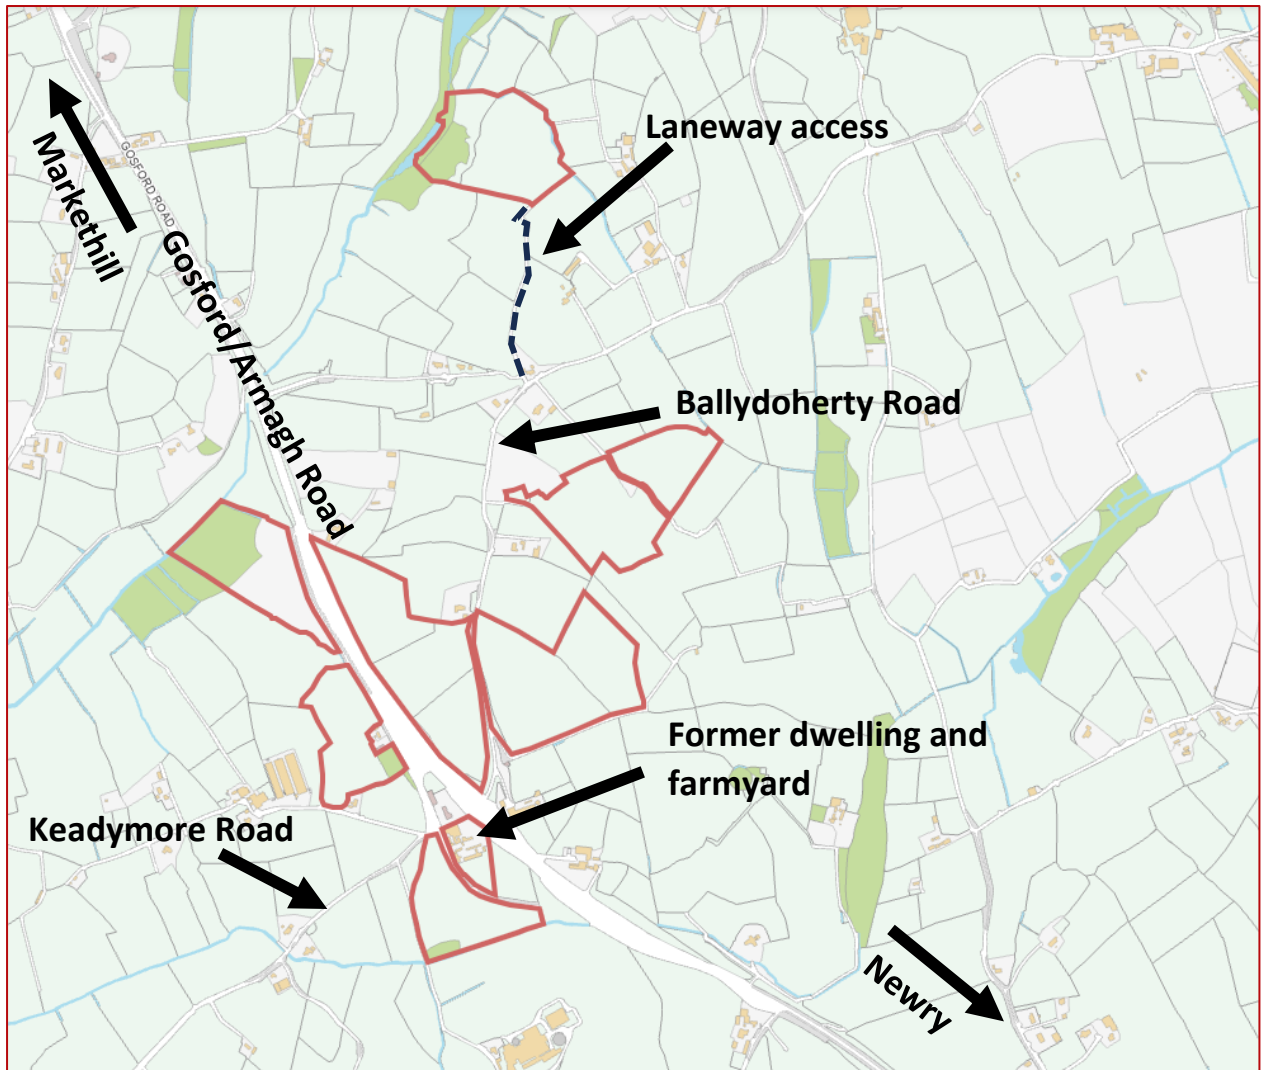 Laneway access
Markethill
GOSFORD ROAD
Gosford/Armagh Road
Ballydoherty Road
Former dwelling and
farmyard
Keadymore Road
Newry